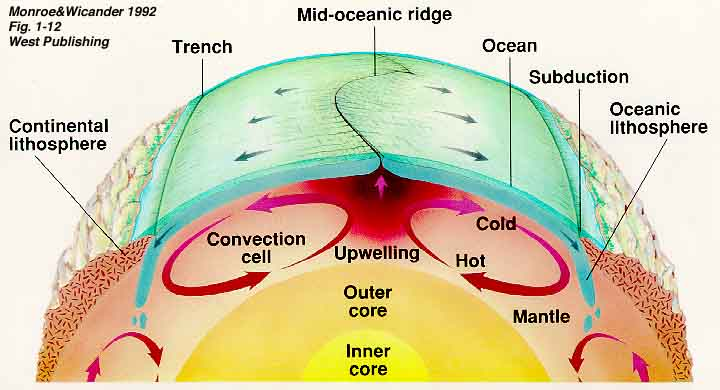 Monroe&Wicander 1992
Fig. 1-12
West Publishing
Mid-oceanic ridge
Trench
Ocean
Subduction
Continental
lithosphere
Oceanic
lithosphere
Convection
cell
Upwelling
Cold
Hot
Outer
core
Mantle
Inner
core